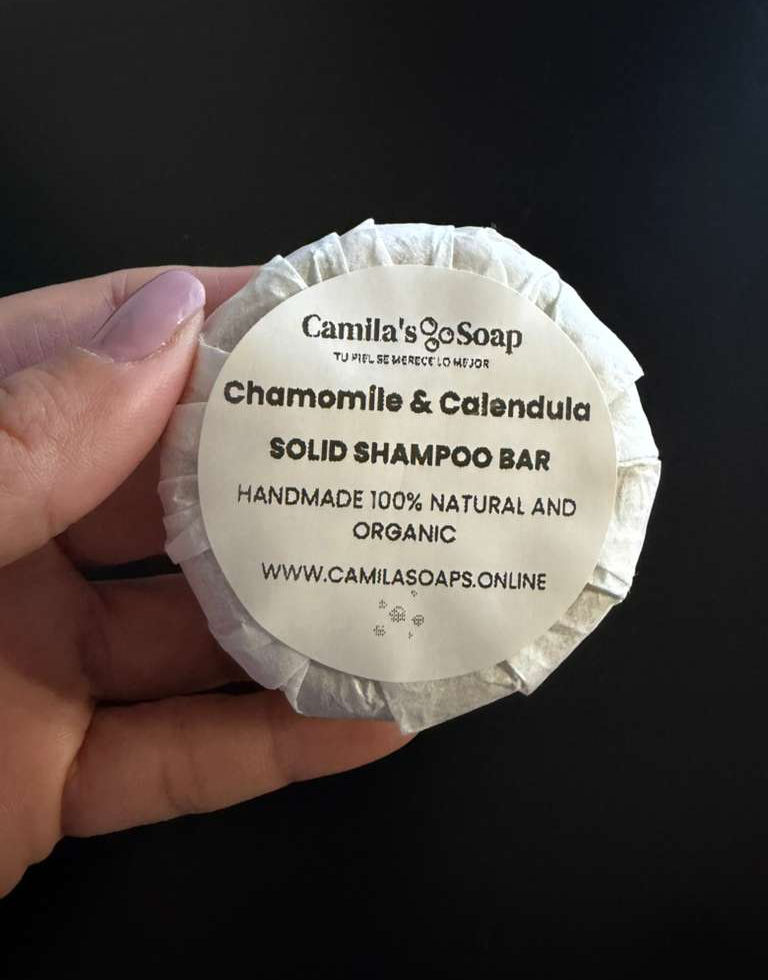 Camila's Soap
TU PIEL SE MERECE LO MEJOR
Chamomile & Calendula
SOLID SHAMPOO BAR
HANDMADE 100% NATURAL AND
ORGANIC
WWW.CAMILASOAPS.ONLINE